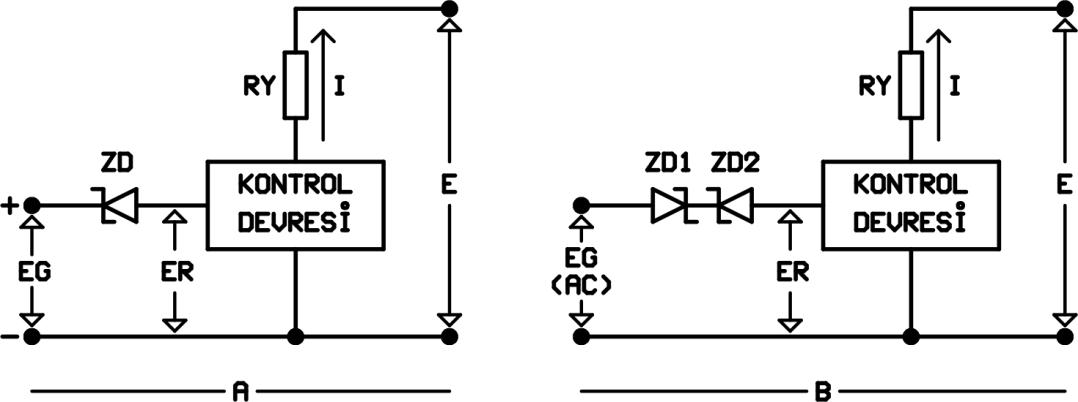 RY
I
ZD
KONTROL
DEVRESİ
E
+
EG
ER
−
A
RY
I
ZD1 ZD2
KONTROL
DEVRESİ
E
EG
(AC)
ER
B